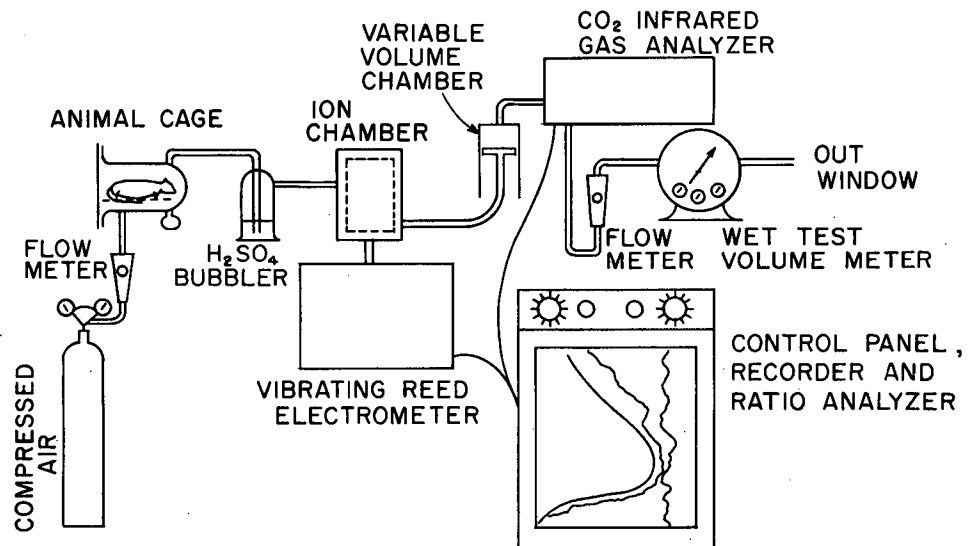 CO₂ INFRARED
GAS ANALYZER
VARIABLE
VOLUME
CHAMBER
ION
CHAMBER
ANIMAL CAGE
OUT
WINDOW
FLOW
METER
H₂SO₄
BUBBLER
FLOW
METER
WET TEST
VOLUME METER
VIBRATING REED
ELECTROMETER
CONTROL PANEL,
RECORDER AND
RATIO ANALYZER
COMPRESSED
AIR